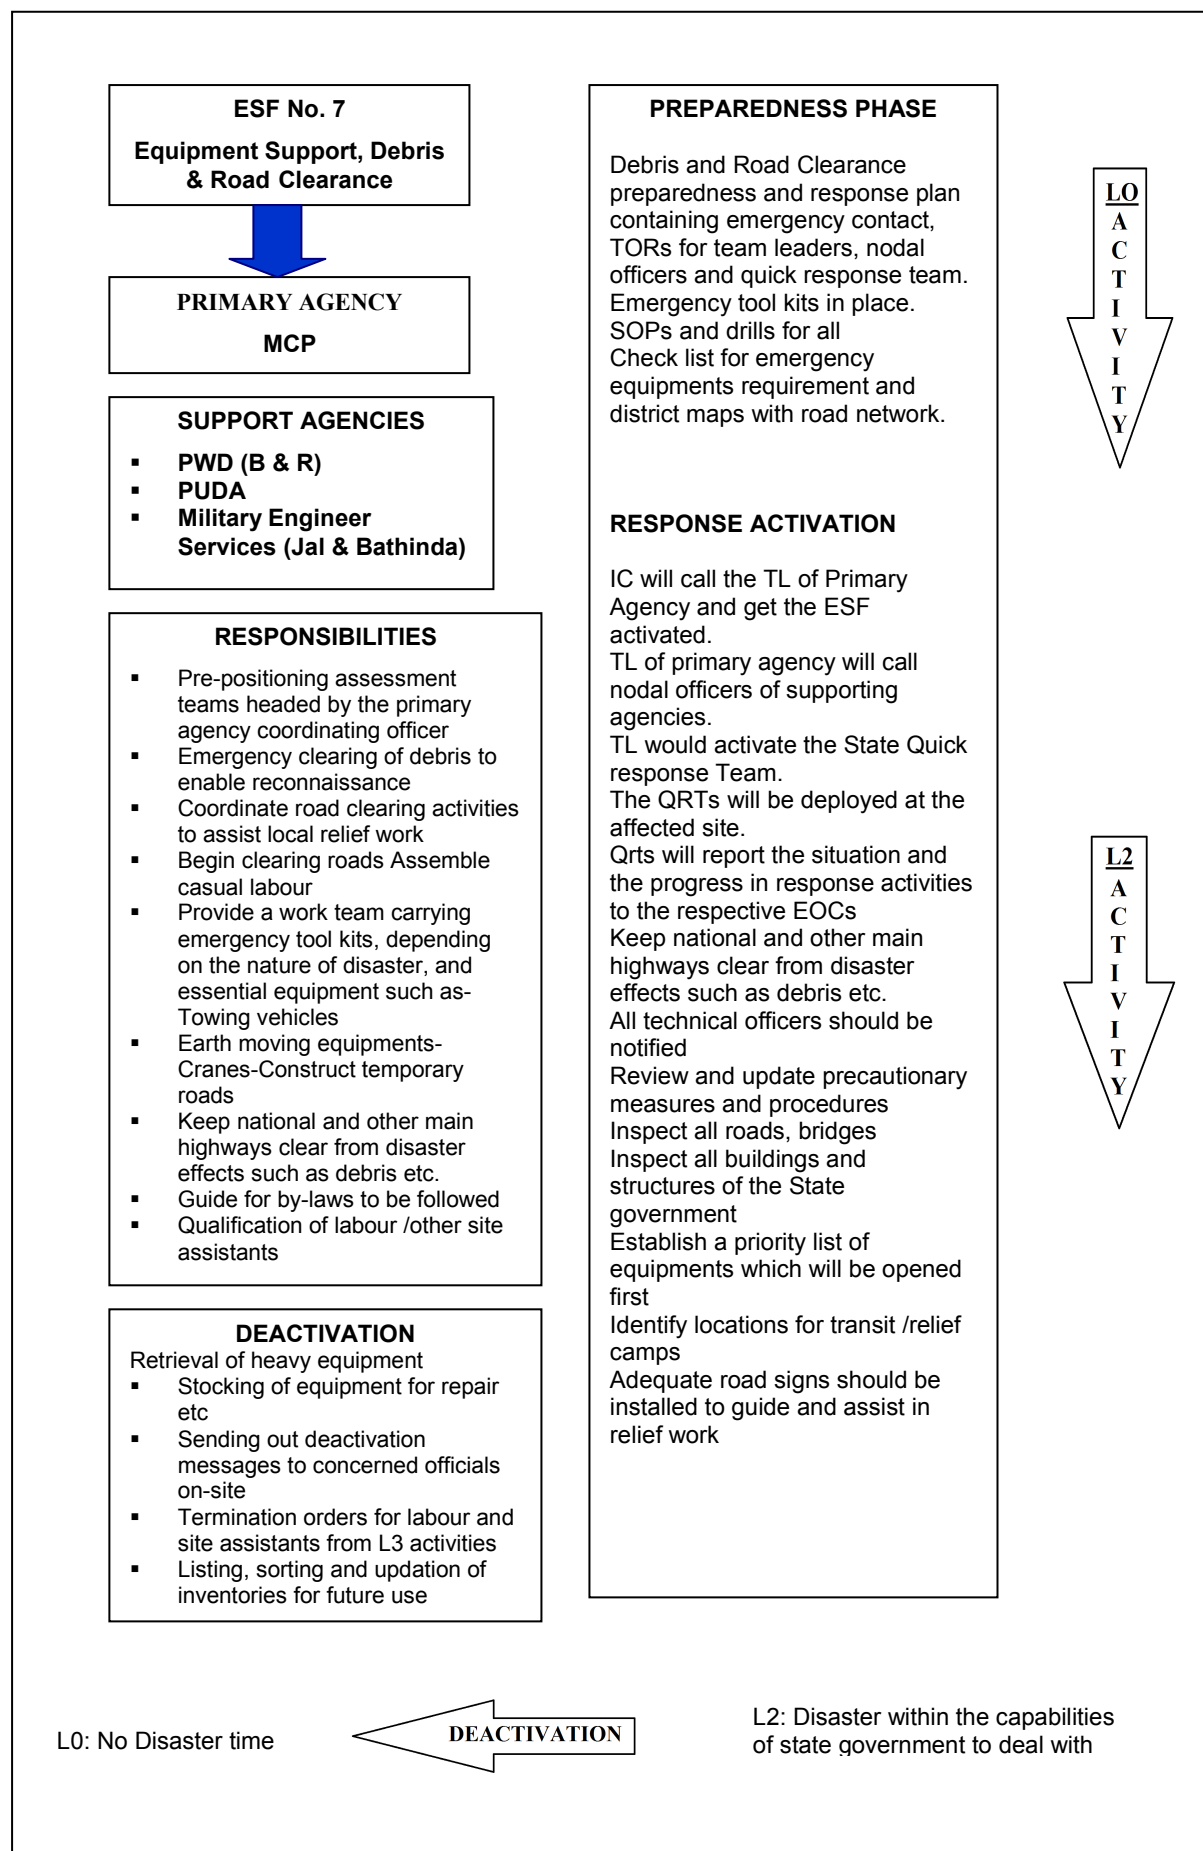 ESF No. 7
Equipment Support, Debris
& Road Clearance
PRIMARY AGENCY
MCP
SUPPORT AGENCIES
▪ PWD (B & R)
▪ PUDA
▪ Military Engineer
Services (Jal & Bathinda)
RESPONSIBILITIES
▪ Pre-positioning assessment
teams headed by the primary
agency coordinating officer
▪ Emergency clearing of debris to
enable reconnaissance
▪ Coordinate road clearing activities
to assist local relief work
▪ Begin clearing roads Assemble
casual labour
▪ Provide a work team carrying
emergency tool kits, depending
on the nature of disaster, and
essential equipment such as-
Towing vehicles
▪ Earth moving equipments-
Cranes-Construct temporary
roads
▪ Keep national and other main
highways clear from disaster
effects such as debris etc.
▪ Guide for by-laws to be followed
▪ Qualification of labour /other site
assistants
DEACTIVATION
Retrieval of heavy equipment
▪ Stocking of equipment for repair
etc
▪ Sending out deactivation
messages to concerned officials
on-site
▪ Termination orders for labour and
site assistants from L3 activities
▪ Listing, sorting and updation of
inventories for future use
PREPAREDNESS PHASE
Debris and Road Clearance
preparedness and response plan
containing emergency contact,
TORs for team leaders, nodal
officers and quick response team.
Emergency tool kits in place.
SOPs and drills for all
Check list for emergency
equipments requirement and
district maps with road network.
RESPONSE ACTIVATION
IC will call the TL of Primary
Agency and get the ESF
activated.
TL of primary agency will call
nodal officers of supporting
agencies.
TL would activate the State Quick
response Team.
The QRTs will be deployed at the
affected site.
Qrts will report the situation and
the progress in response activities
to the respective EOCs
Keep national and other main
highways clear from disaster
effects such as debris etc.
All technical officers should be
notified
Review and update precautionary
measures and procedures
Inspect all roads, bridges
Inspect all buildings and
structures of the State
government
Establish a priority list of
equipments which will be opened
first
Identify locations for transit /relief
camps
Adequate road signs should be
installed to guide and assist in
relief work
LO
A
C
T
I
V
I
T
Y
L2
A
C
T
I
V
I
T
Y
L0: No Disaster time
DEACTIVATION
L2: Disaster within the capabilities
of state government to deal with